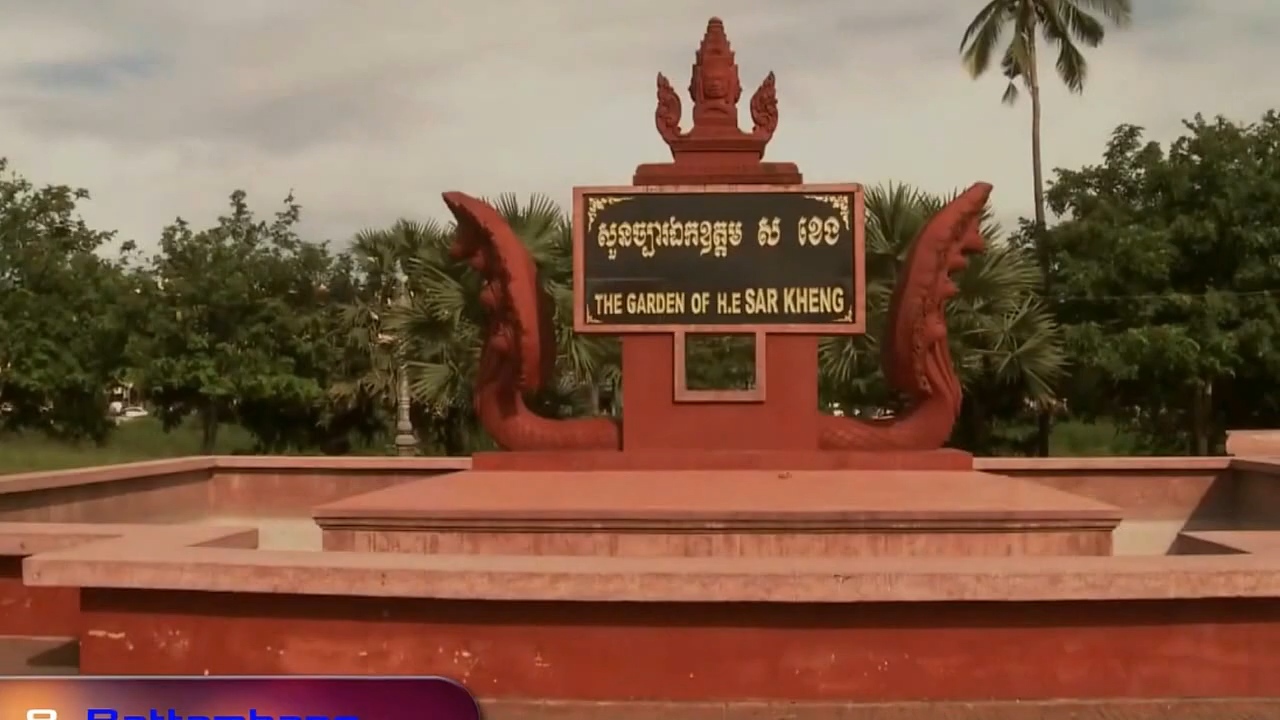 សួនច្បារឯកឧត្តម ស ខេង
THE GARDEN OF H.E SAR KHENG
Battambang